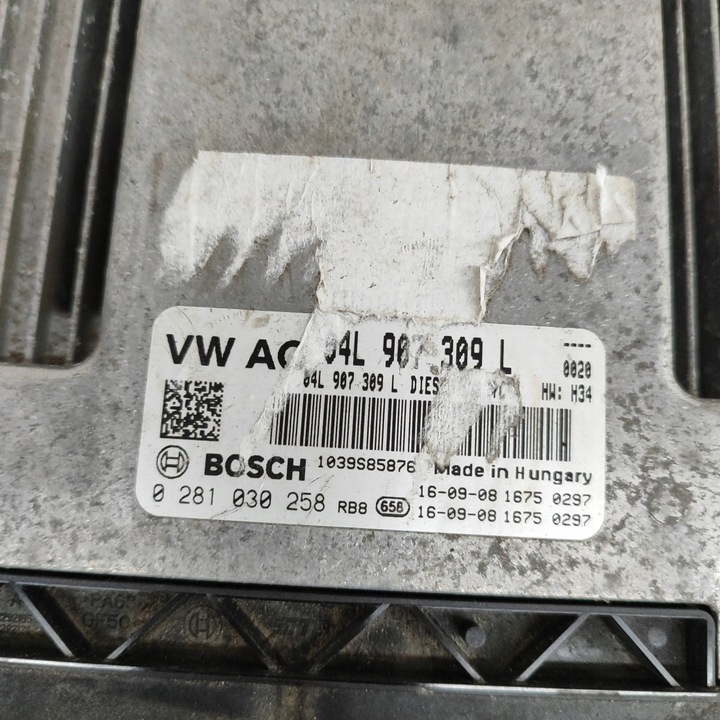 VW AG 04L 907 309 L ----
04L 907 309 L DIES 0020
HW: H34
BOSCH 1039S85876 Made in Hungary
0 281 030 258 RB8 658 16-09-08 1675 0297
16-09-08 1675 0297
GF50